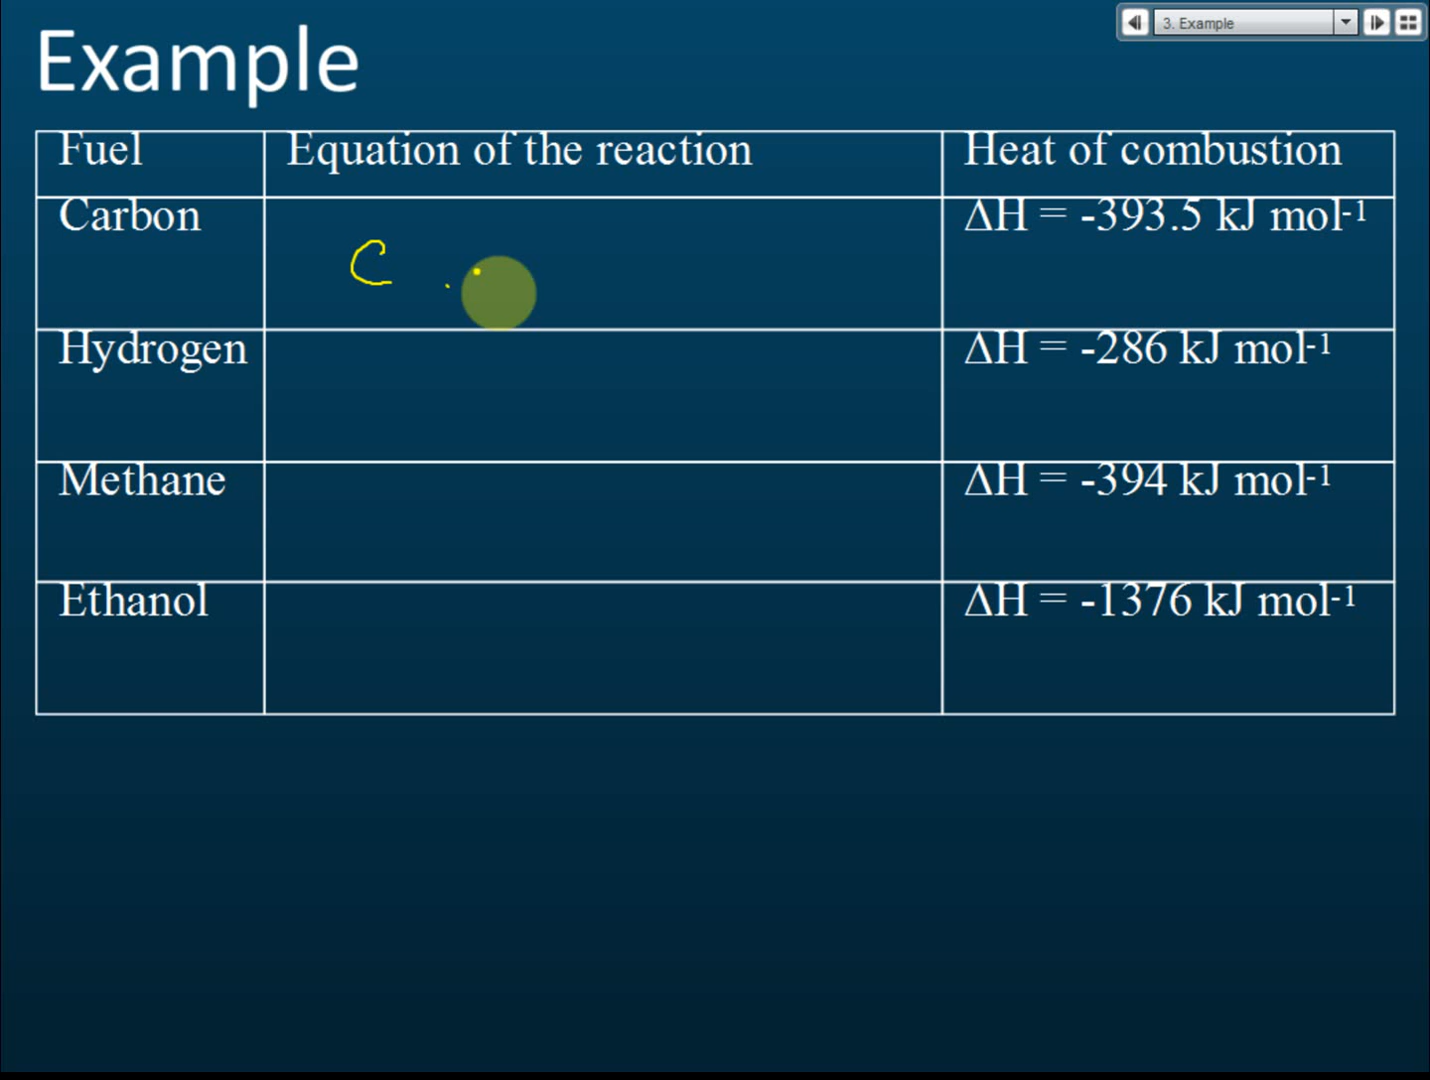 3. Example
Example
Fuel Equation of the reaction Heat of combustion
Carbon C ΔH = -393.5 kJ mol-1
Hydrogen ΔH = -286 kJ mol-1
Methane ΔH = -394 kJ mol-1
Ethanol ΔH = -1376 kJ mol-1